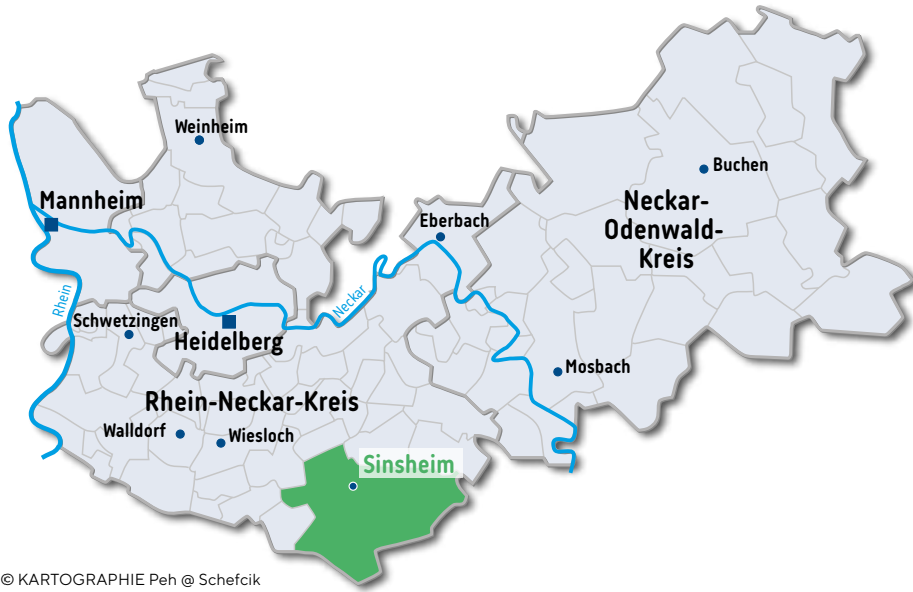 Weinheim
Buchen
Mannheim
Neckar-
Odenwald-
Kreis
Eberbach
Rhein
Neckar
Schwetzingen
Heidelberg
Mosbach
Rhein-Neckar-Kreis
Walldorf
Wiesloch
Sinsheim
© KARTOGRAPHIE Peh @ Schefcik